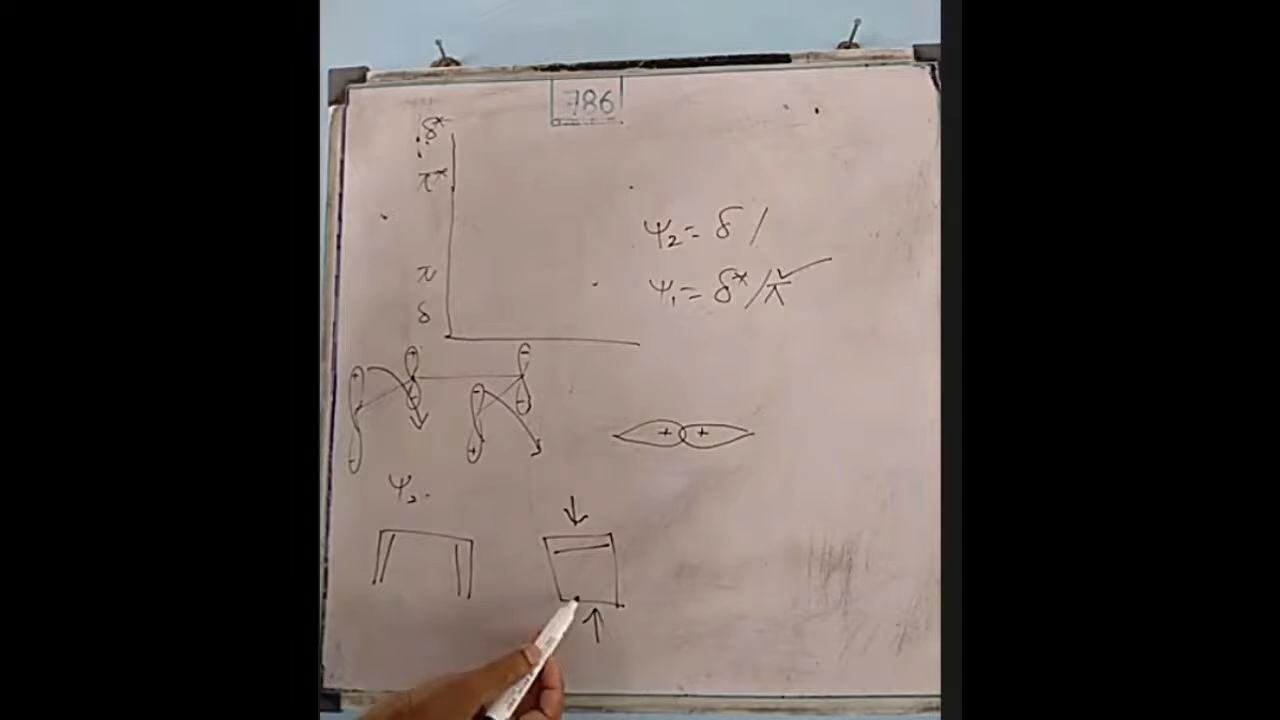 786
δ*
π*
π
δ
ψ₂ = δ /
ψ₁ = δ* / π
+ + - - -
- - +
+ +
ψ₂.